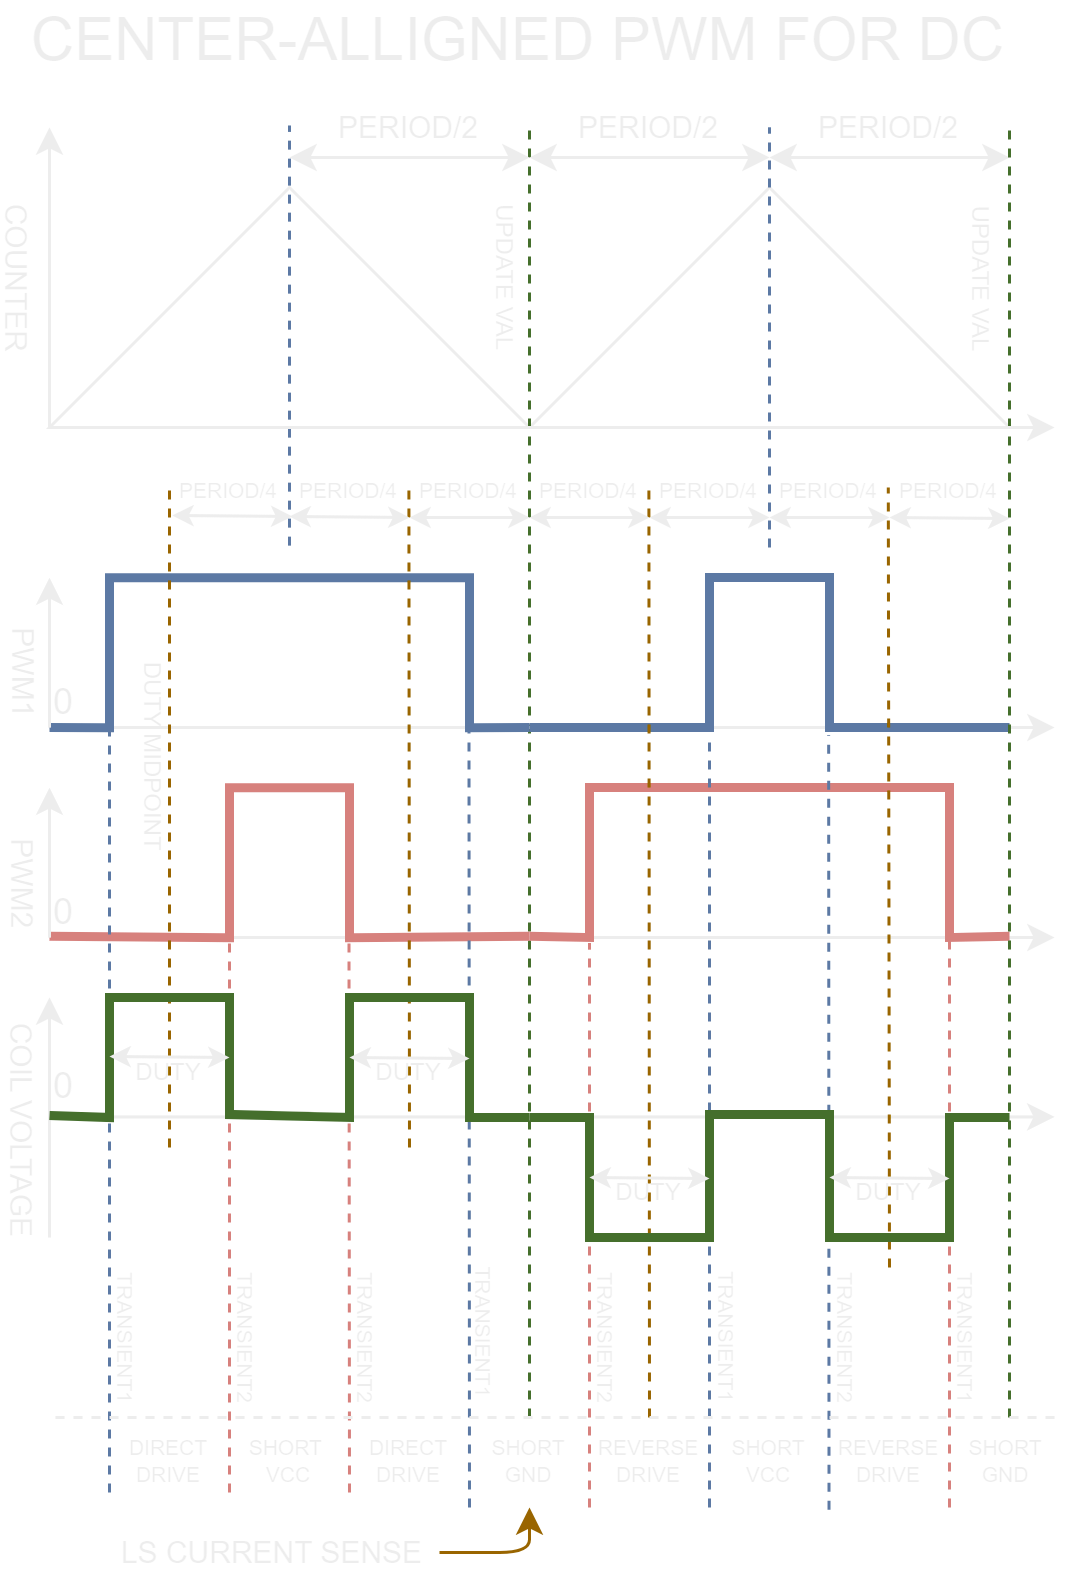 CENTER-ALLIGNED PWM FOR DC
PERIOD/2
PERIOD/2
PERIOD/2
COUNTER
UPDATE VAL
UPDATE VAL
PERIOD/4
PERIOD/4
PERIOD/4
PERIOD/4
PERIOD/4
PERIOD/4
PERIOD/4
PWM1
0
DUTY MIDPOINT
PWM2
0
COIL VOLTAGE
0
DUTY
DUTY
DUTY
DUTY
TRANSIENT1
TRANSIENT2
TRANSIENT2
TRANSIENT1
TRANSIENT2
TRANSIENT1
TRANSIENT2
TRANSIENT1
DIRECT
DRIVE
SHORT
VCC
DIRECT
DRIVE
SHORT
GND
REVERSE
DRIVE
SHORT
VCC
REVERSE
DRIVE
SHORT
GND
LS CURRENT SENSE